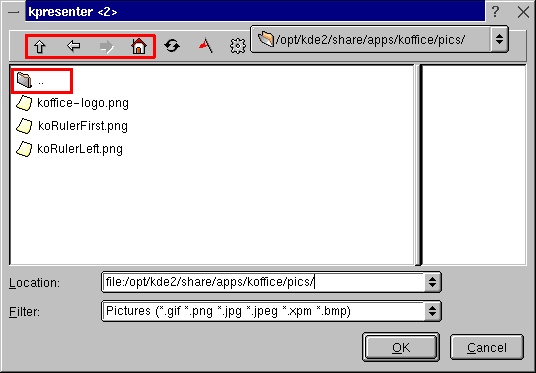 kpresenter <2>
?
/opt/kde2/share/apps/koffice/pics/
..
koffice-logo.png
koRulerFirst.png
koRulerLeft.png
Location: file:/opt/kde2/share/apps/koffice/pics/
Filter: Pictures (*.gif *.png *.jpg *.jpeg *.xpm *.bmp)
OK Cancel